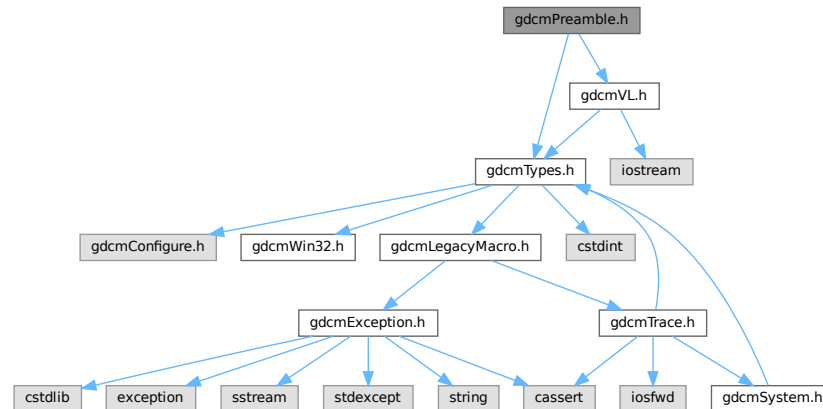 gdcmPreamble.h
gdcmVL.h
gdcmTypes.h
iostream
gdcmConfigure.h
gdcmWin32.h
gdcmLegacyMacro.h
cstdint
gdcmException.h
gdcmTrace.h
cstdlib
exception
sstream
stdexcept
string
cassert
iosfwd
gdcmSystem.h